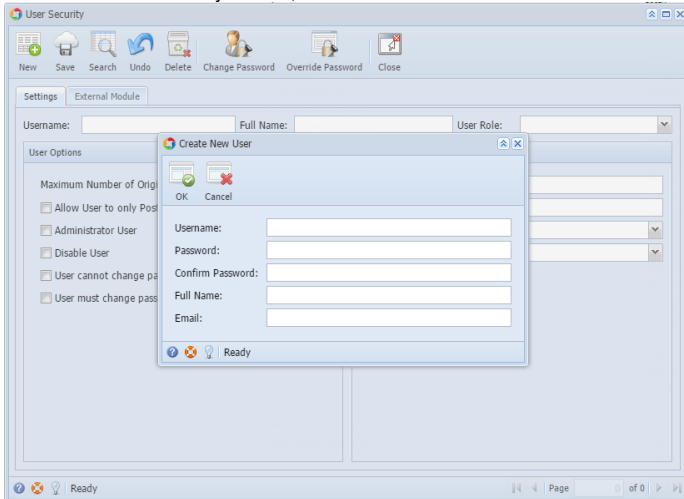 User Security
New Save Search Undo Delete Change Password Override Password Close
Settings External Module
Username: Full Name: User Role:
User Options
Maximum Number of Origi
Allow User to only Pos
Administrator User
Disable User
User cannot change pa
User must change pass
Create New User
OK Cancel
Username:
Password:
Confirm Password:
Full Name:
Email:
Ready
Ready
Page 0 of 0